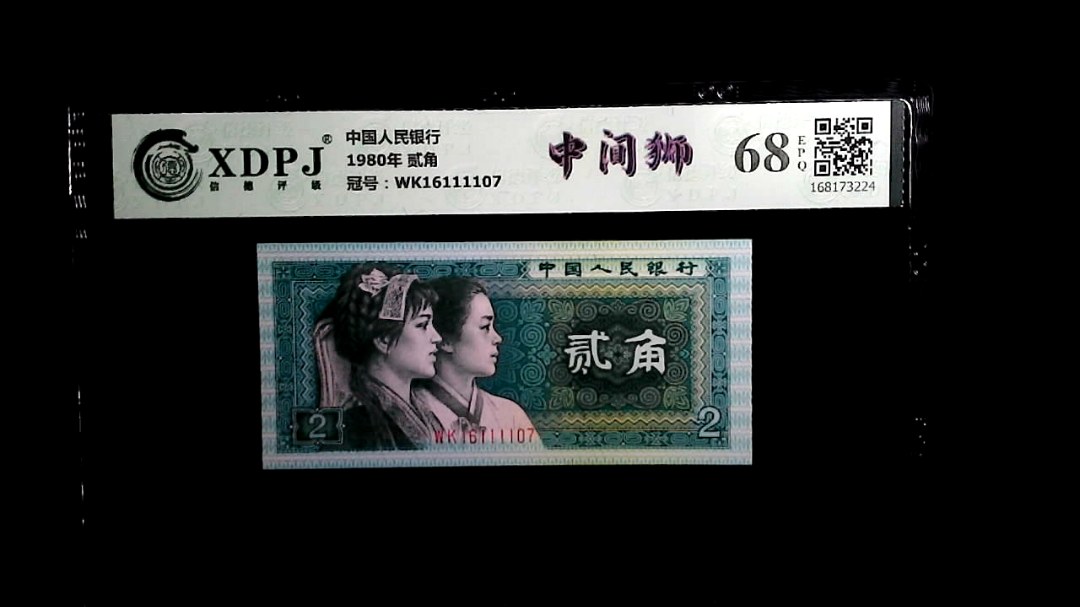 XDPJ®
信德评级
中国人民银行
1980年 贰角
冠号：WK16111107
中间狮
68
EPQ
168173224
中国人民银行
贰角
2
WK16111107
2